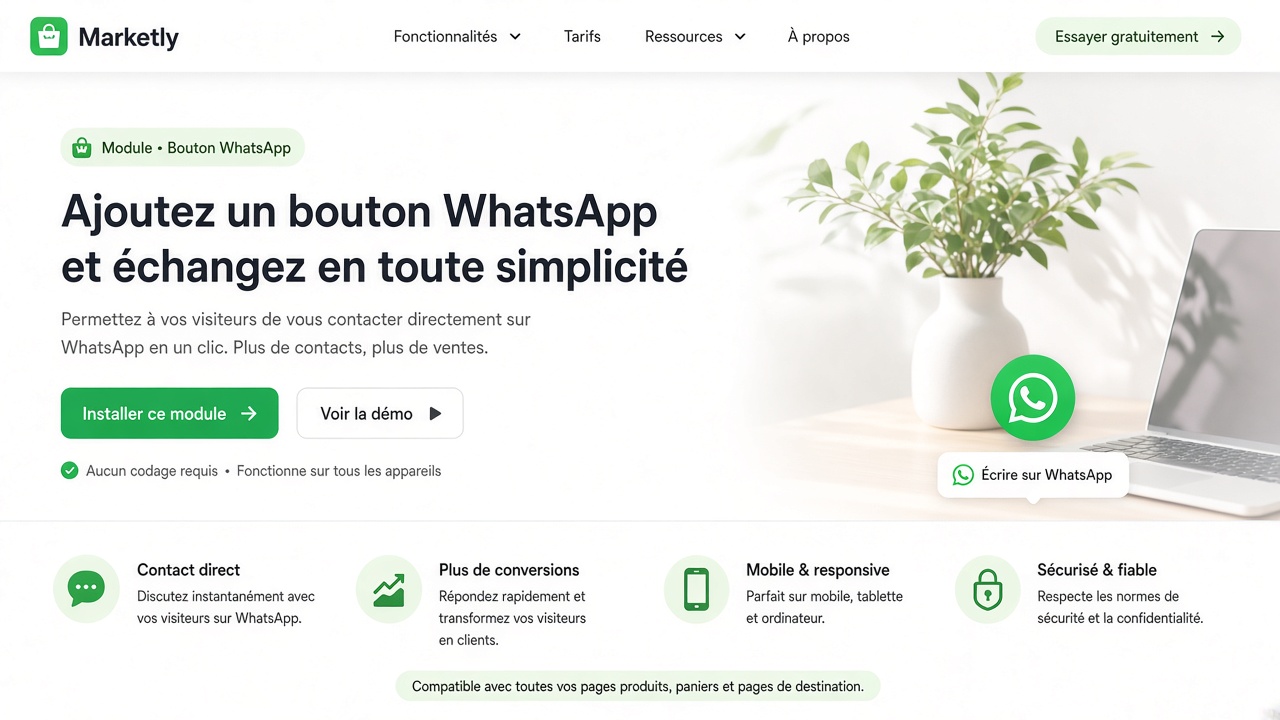 Marketly
Fonctionnalités
Tarifs
Ressources
À propos
Essayer gratuitement
Module • Bouton WhatsApp
Ajoutez un bouton WhatsApp
et échangez en toute simplicité
Permettez à vos visiteurs de vous contacter directement sur
WhatsApp en un clic. Plus de contacts, plus de ventes.
Installer ce module
Voir la démo
Aucun codage requis • Fonctionne sur tous les appareils
Écrire sur WhatsApp
Contact direct
Discutez instantanément avec
vos visiteurs sur WhatsApp.
Plus de conversions
Répondez rapidement et
transformez vos visiteurs
en clients.
Mobile & responsive
Parfait sur mobile, tablette
et ordinateur.
Sécurisé & fiable
Respecte les normes de
sécurité et la confidentialité.
Compatible avec toutes vos pages produits, paniers et pages de destination.